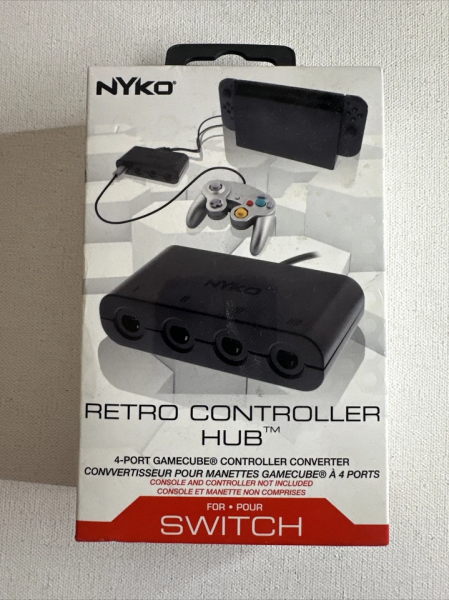 NYKO®
NYKO
RETRO CONTROLLER
HUB™
4-PORT GAMECUBE® CONTROLLER CONVERTER
CONVVERTISSEUR POUR MANETTES GAMECUBE® À 4 PORTS
CONSOLE AND CONTROLLER NOT INCLUDED
CONSOLE ET MANETTE NON COMPRISES
FOR • POUR
SWITCH